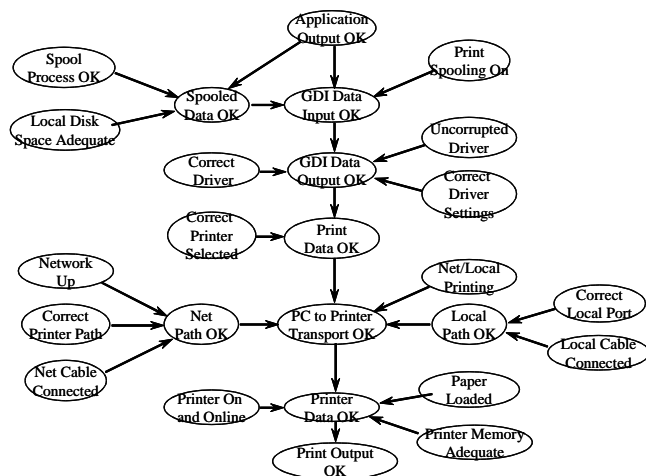 Application
Output OK
Spool
Process OK
Print
Spooling On
Spooled
Data OK
GDI Data
Input OK
Local Disk
Space Adequate
Uncorrupted
Driver
Correct
Driver
GDI Data
Output OK
Correct
Driver
Settings
Correct
Printer
Selected
Print
Data OK
Network
Up
Net/Local
Printing
Correct
Printer Path
Net
Path OK
PC to Printer
Transport OK
Local
Path OK
Correct
Local Port
Net Cable
Connected
Local Cable
Connected
Printer On
and Online
Printer
Data OK
Paper
Loaded
Printer Memory
Adequate
Print Output
OK